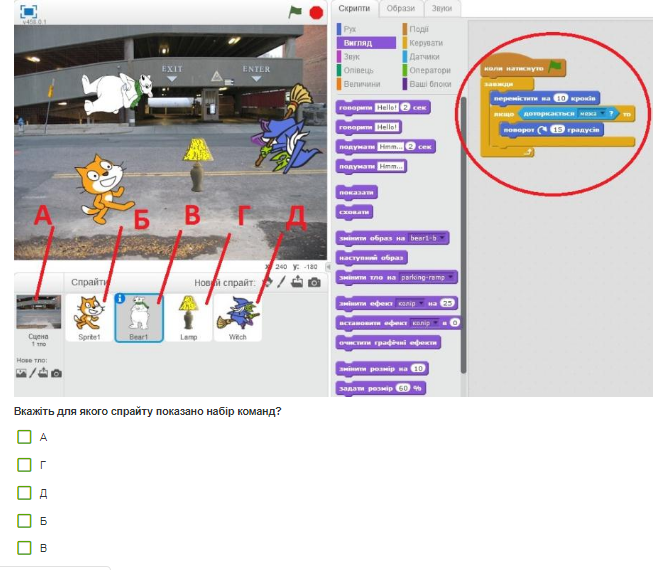 Скрипти Образи Звуки
v456.0.1
Рух Події
Вигляд Керувати
Звук Датчики
Олівець Оператори
Величини Ваші блоки
EXIT ENTER
коли натиснуто
завжди
перемістити на 10 кроків
якщо доторкається межа ? то
поворот 15 градусів
говорити Hello! 2 сек
говорити Hello!
подумати Hmm... 2 сек
подумати Hmm...
показати
сховати
змінити образ на bear1-b
наступний образ
змінити тло на parking-ramp
змінити ефект колір на 25
встановити ефект колір в 0
очистити графічні ефекти
змінити розмір на 10
задати розмір 60 %
А Б В Г Д
x: 240 y: -180
Спрайти Новий спрайт:
Сцена
1 тло
Sprite1 Bear1 Lamp Witch
Нове тло:
Вкажіть для якого спрайту показано набір команд?
А
Г
Д
Б
В